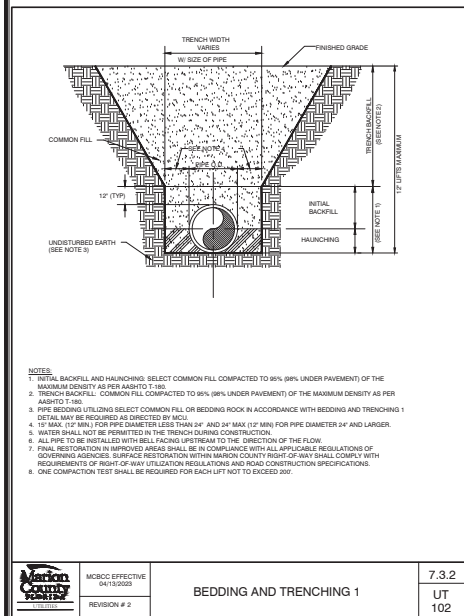 TRENCH WIDTH
VARIES
W/ SIZE OF PIPE
FINISHED GRADE
COMMON FILL
SEE NOTE 4
PIPE O.D.
12" (TYP)
INITIAL
BACKFILL
HAUNCHING
TRENCH BACKFILL
(SEE NOTE 2)
(SEE NOTE 1)
12" LIFTS MAXIMUM
UNDISTURBED EARTH
(SEE NOTE 3)
NOTES:
1. INITIAL BACKFILL AND HAUNCHING: SELECT COMMON FILL COMPACTED TO 95% (98% UNDER PAVEMENT) OF THE
MAXIMUM DENSITY AS PER AASHTO T-180.
2. TRENCH BACKFILL: COMMON FILL COMPACTED TO 95% (98% UNDER PAVEMENT) OF THE MAXIMUM DENSITY AS PER
AASHTO T-180.
3. PIPE BEDDING UTILIZING SELECT COMMON FILL OR BEDDING ROCK IN ACCORDANCE WITH BEDDING AND TRENCHING 1
DETAIL MAY BE REQUIRED AS DIRECTED BY MCU.
4. 15" MAX. (12" MIN.) FOR PIPE DIAMETER LESS THAN 24" AND 24" MAX (12" MIN) FOR PIPE DIAMETER 24" AND LARGER.
5. WATER SHALL NOT BE PERMITTED IN THE TRENCH DURING CONSTRUCTION.
6. ALL PIPE TO BE INSTALLED WITH BELL FACING UPSTREAM TO THE DIRECTION OF THE FLOW.
7. FINAL RESTORATION IN IMPROVED AREAS SHALL BE IN COMPLIANCE WITH ALL APPLICABLE REGULATIONS OF
GOVERNING AGENCIES. SURFACE RESTORATION WITHIN MARION COUNTY RIGHT-OF-WAY SHALL COMPLY WITH
REQUIREMENTS OF RIGHT-OF-WAY UTILIZATION REGULATIONS AND ROAD CONSTRUCTION SPECIFICATIONS.
8. ONE COMPACTION TEST SHALL BE REQUIRED FOR EACH LIFT NOT TO EXCEED 200'.
Marion
County
UTILITIES
MCBCC EFFECTIVE
04/13/2023
REVISION # 2
BEDDING AND TRENCHING 1
7.3.2
UT
102